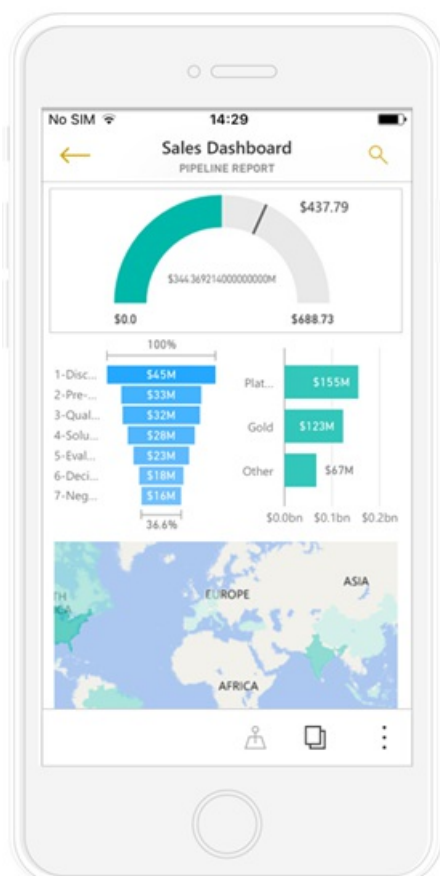 No SIM 14:29
Sales Dashboard
PIPELINE REPORT
$437.79
$344.369214000000000M
$0.0 $688.73
100%
1-Disc... $45M
2-Pre-... $33M
3-Qual... $32M
4-Solu... $28M
5-Eval... $23M
6-Deci... $18M
7-Neg... $16M
36.6%
Plat... $155M
Gold $123M
Other $67M
$0.0bn $0.1bn $0.2bn
EUROPE
ASIA
AFRICA